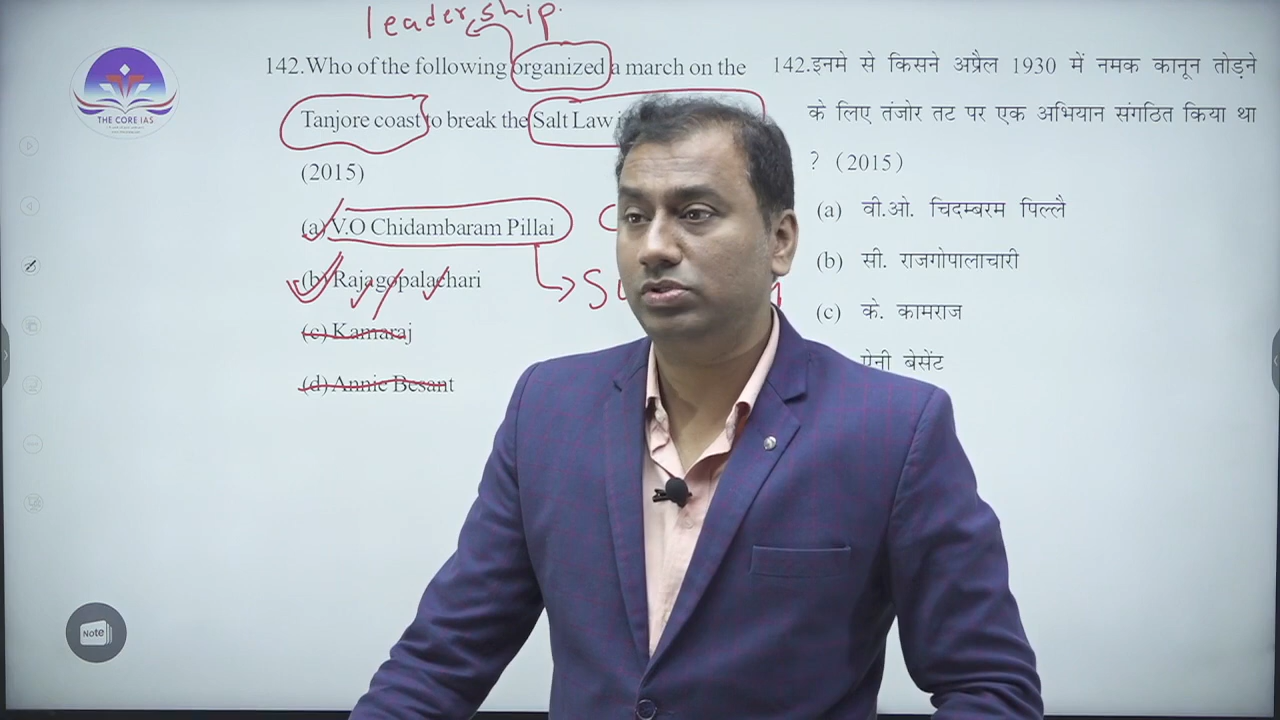 leadership.
142.Who of the following organized a march on the
Tanjore coast to break the Salt Law
(2015)
(a) V.O Chidambaram Pillai
(b) Rajagopalachari
(c) Kamaraj
(d) Annie Besant
142.इनमे से किसने अप्रैल 1930 में नमक कानून तोड़ने
के लिए तंजोर तट पर एक अभियान संगठित किया था
? (2015)
(a) वी.ओ. चिदम्बरम पिल्लै
(b) सी. राजगोपालाचारी
(c) के. कामराज
ऐनी बेसेंट
THE CORE IAS
Note